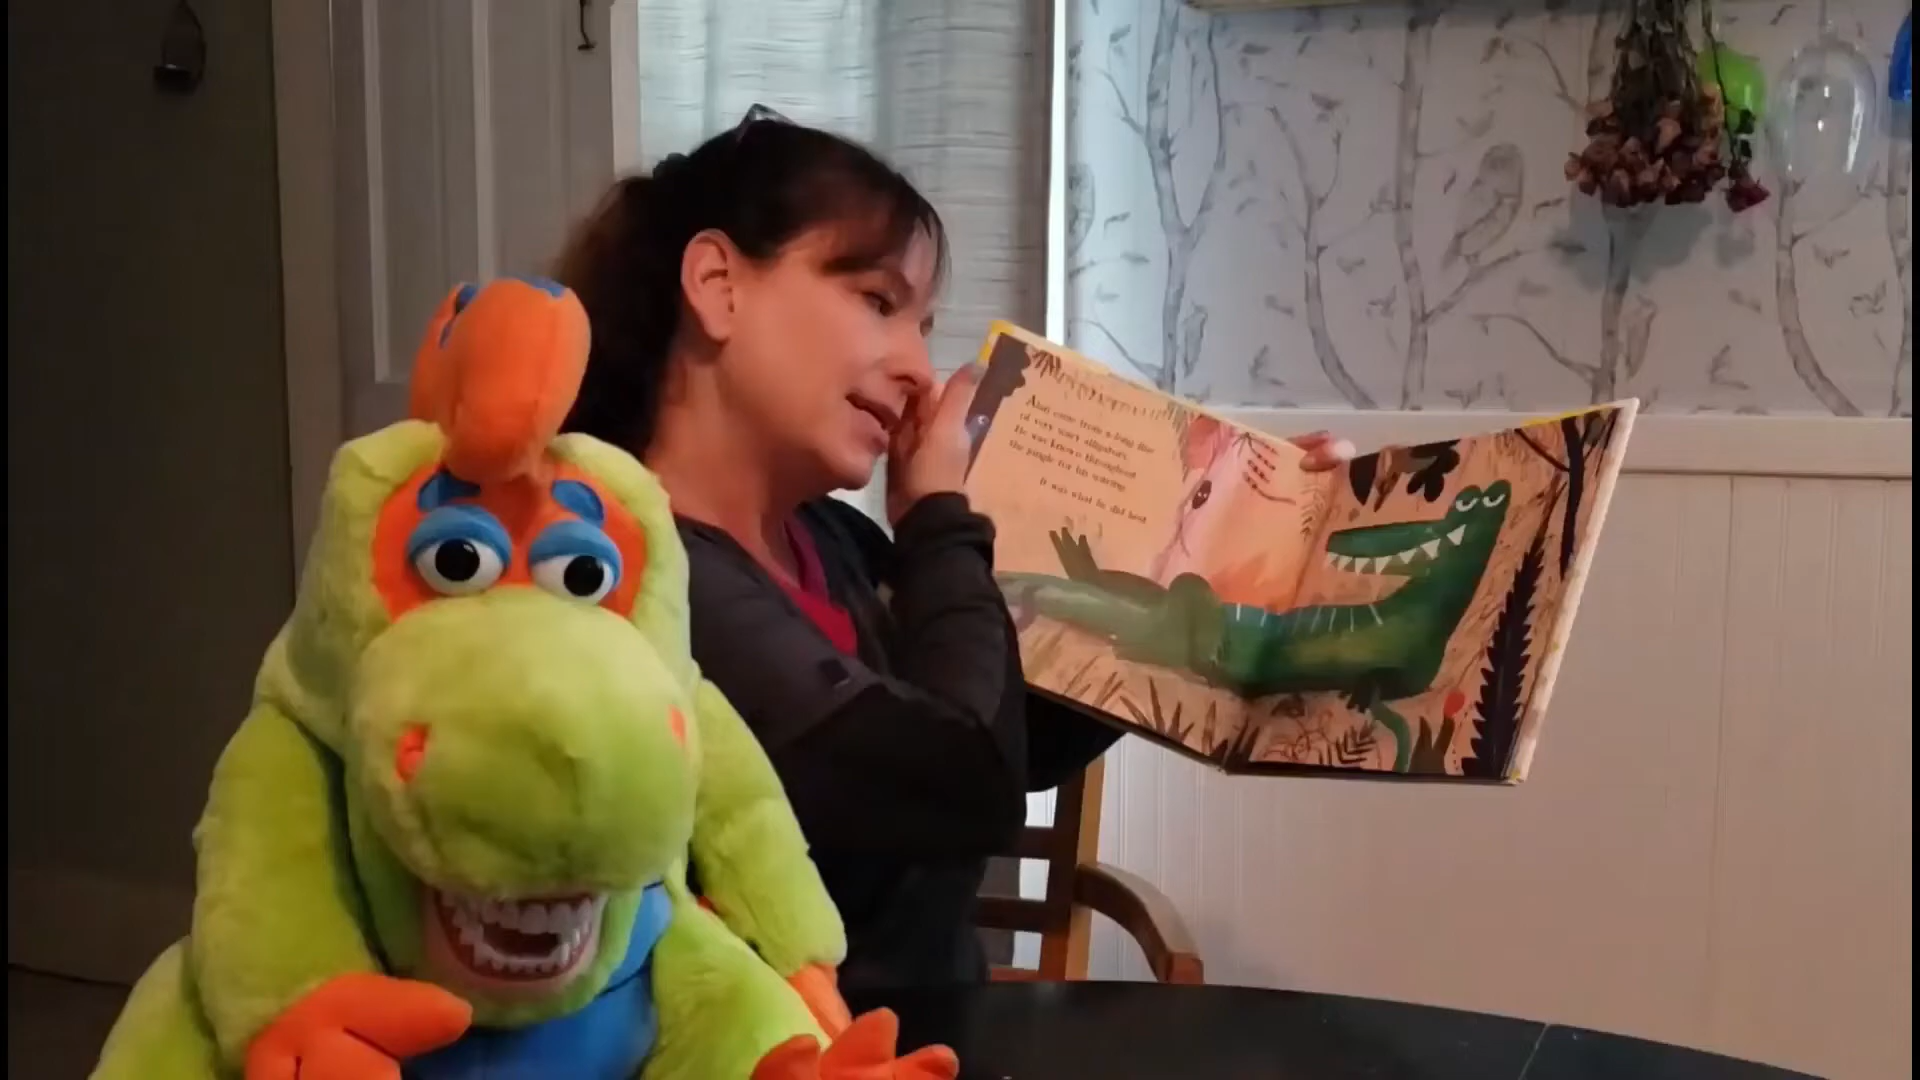 Alan came from a long line
of very scary alligators.
He was known throughout
the jungle for his scaring.
It was what he did best.